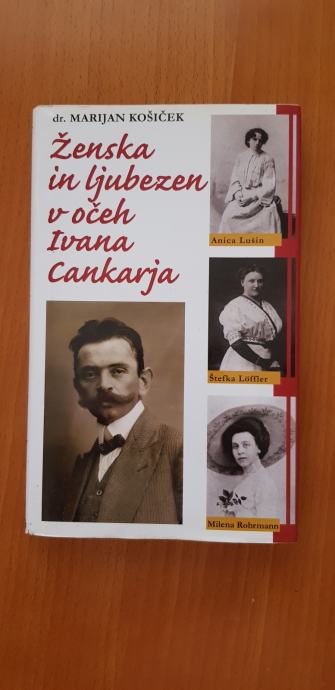 dr. MARIJAN KOŠIČEK
Ženska
in ljubezen
v očeh
Ivana
Cankarja
Anica Lušin
Štefka Löffler
Milena Rohrmann